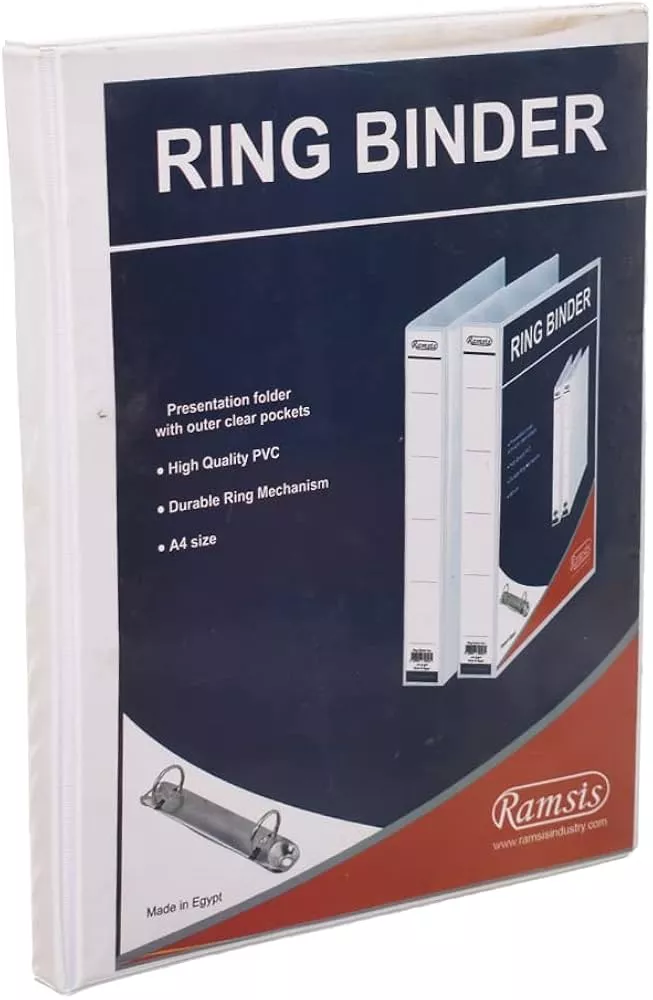 RING BINDER
Presentation folder
with outer clear pockets
• High Quality PVC
• Durable Ring Mechanism
• A4 size
Ramsis
Ramsis
RING BINDER
Ramsis
www.ramsisindustry.com
Made in Egypt